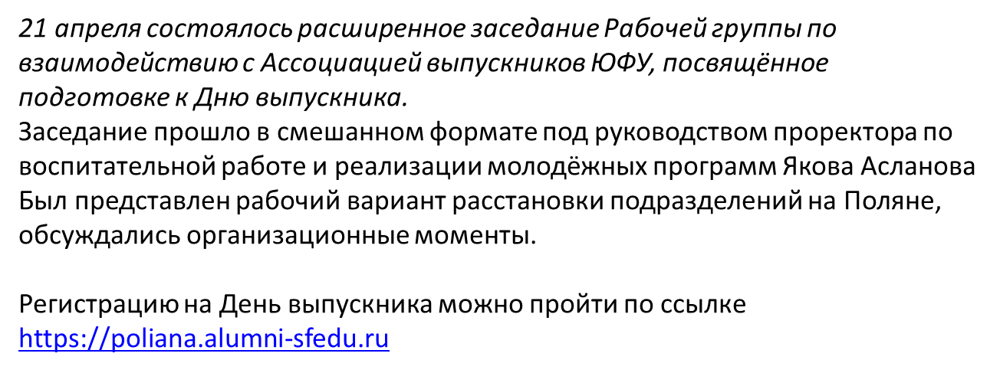 21 апреля состоялось расширенное заседание Рабочей группы по
взаимодействию с Ассоциацией выпускников ЮФУ, посвящённое
подготовке к Дню выпускника.
Заседание прошло в смешанном формате под руководством проректора по
воспитательной работе и реализации молодёжных программ Якова Асланова
Был представлен рабочий вариант расстановки подразделений на Поляне,
обсуждались организационные моменты.
Регистрацию на День выпускника можно пройти по ссылке
https://poliana.alumni-sfedu.ru